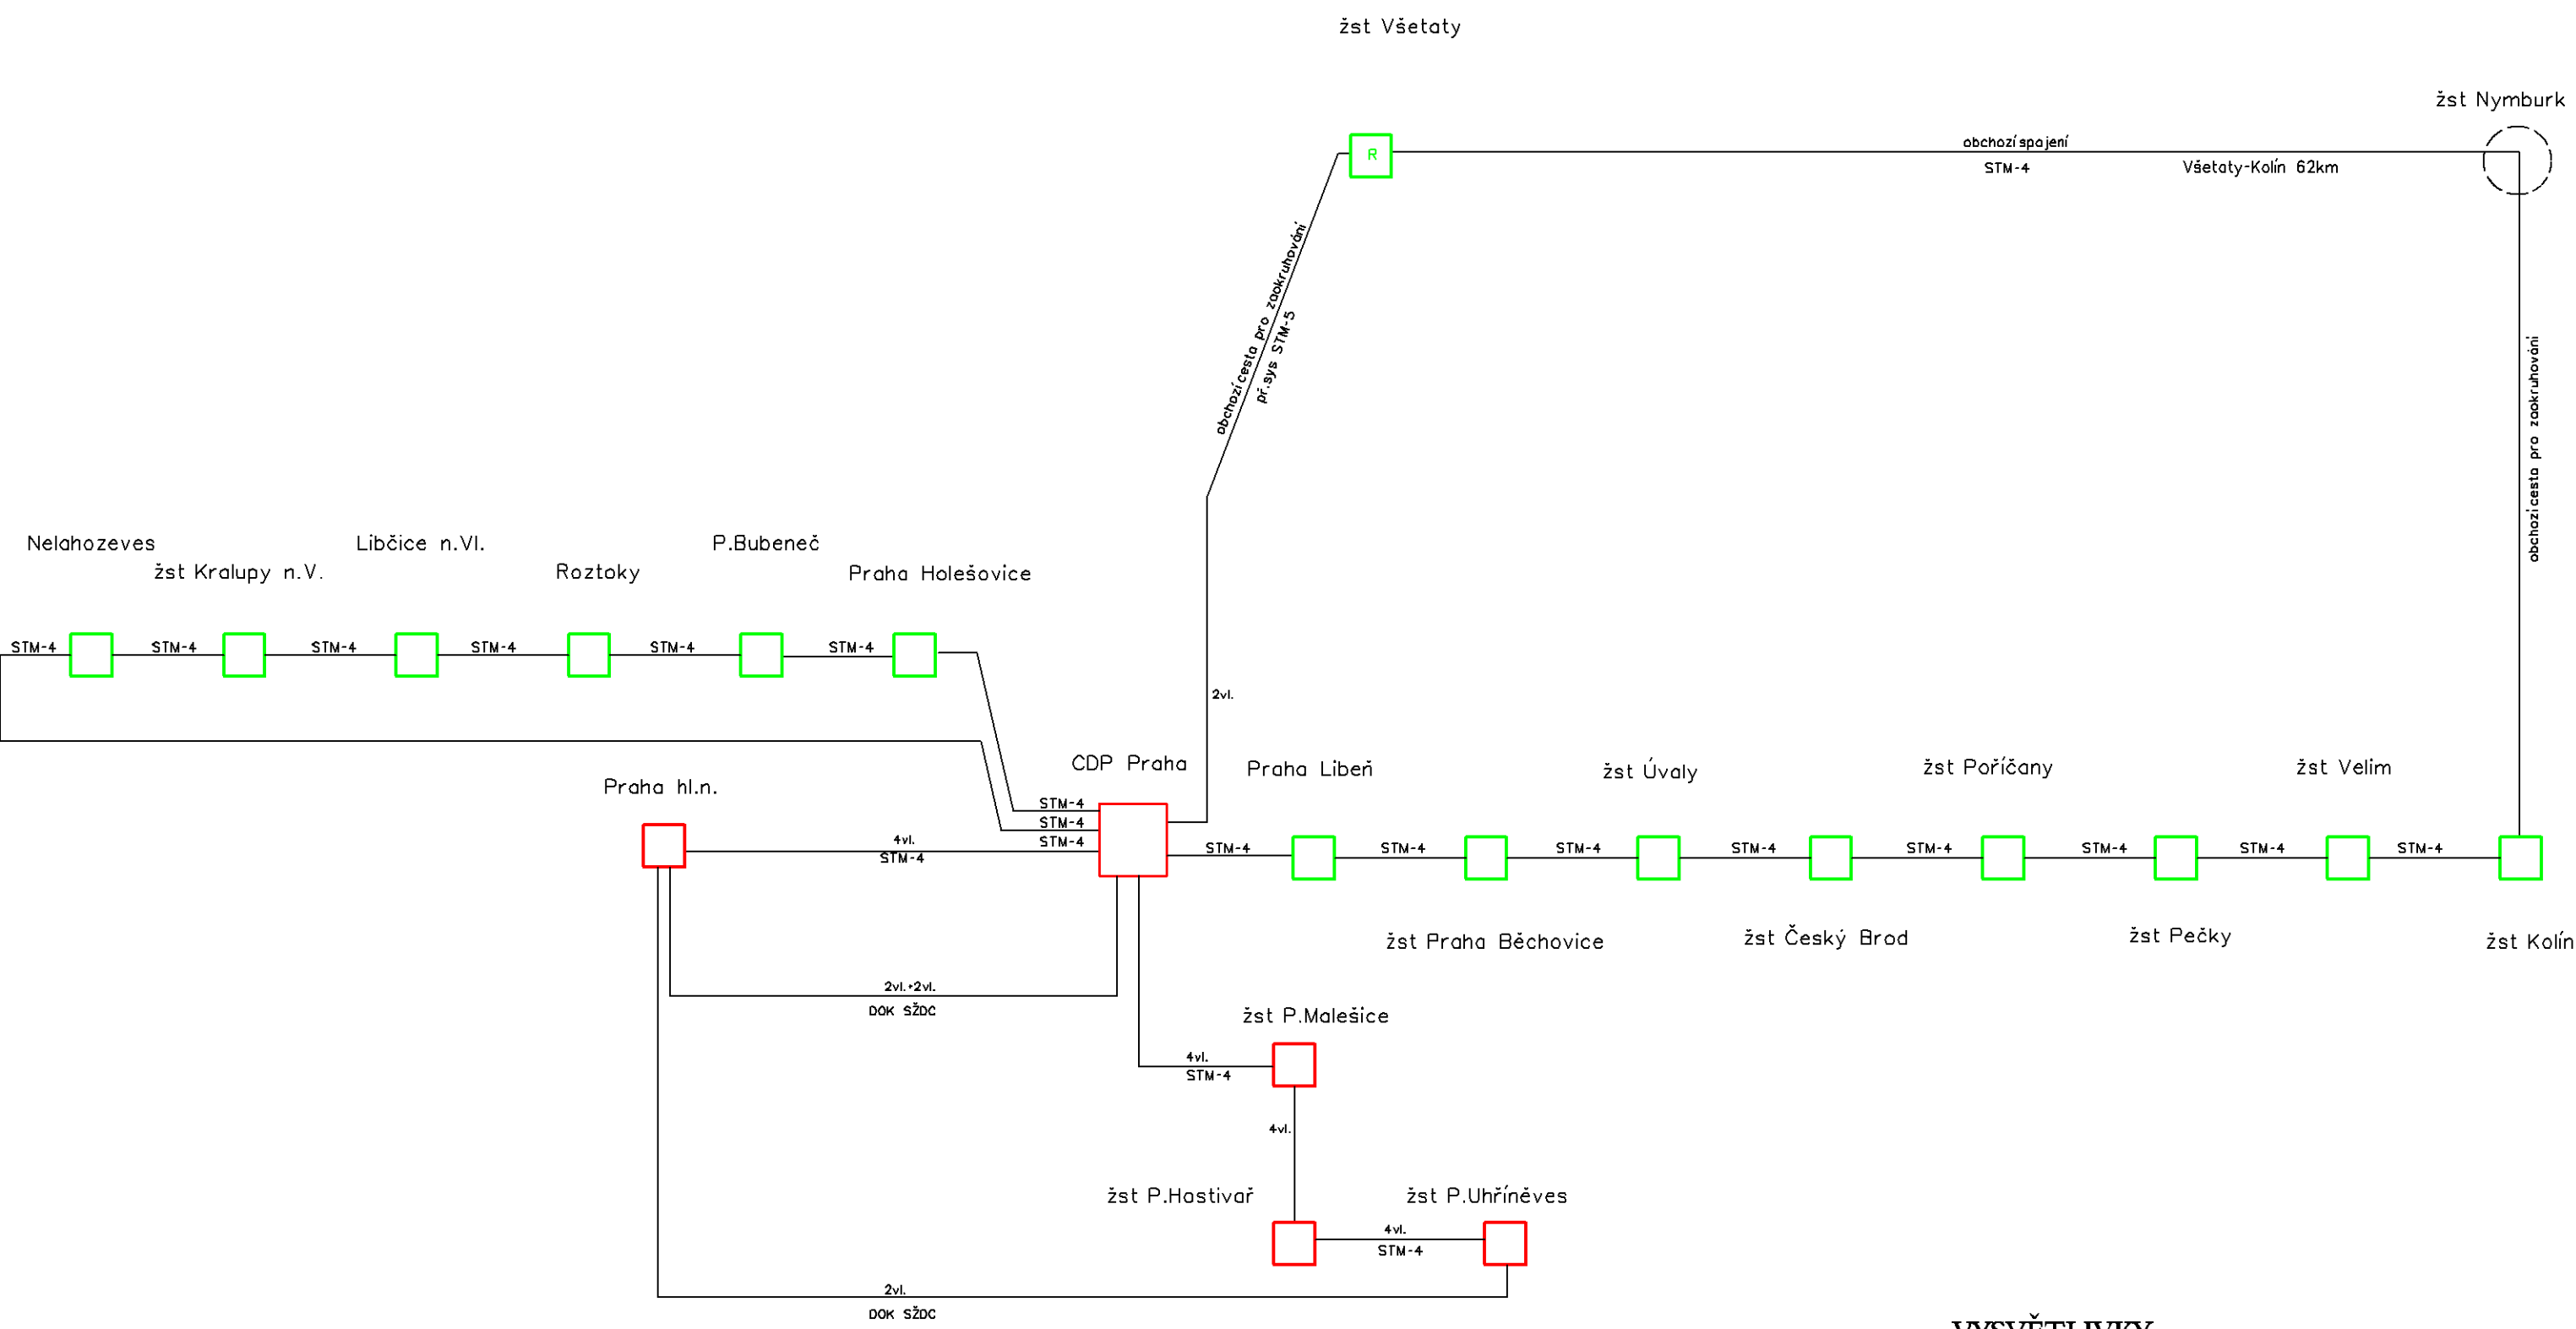 žst Všetaty
žst Nymburk
obchozí spojení
STM-4
Všetaty-Kolín 62km
R
obchozí cesta pro zaokruhování
př.sys STM-5
obchozí cesta pro zaokruhování
Nelahozeves
Libčice n.Vl.
P.Bubeneč
žst Kralupy n.V.
Roztoky
Praha Holešovice
STM-4
STM-4
STM-4
STM-4
STM-4
STM-4
2vl.
CDP Praha
Praha Libeň
žst Úvaly
žst Poříčany
žst Velim
Praha hl.n.
STM-4
STM-4
STM-4
4vl.
STM-4
STM-4
STM-4
STM-4
STM-4
STM-4
STM-4
STM-4
STM-4
žst Praha Běchovice
žst Český Brod
žst Pečky
žst Kolín
2vl.+2vl.
DOK SŽDC
žst P.Malešice
4vl.
STM-4
4vl.
žst P.Hostivař
žst P.Uhříněves
4vl.
STM-4
2vl.
DOK SŽDC
VYSVĚTLIVKY